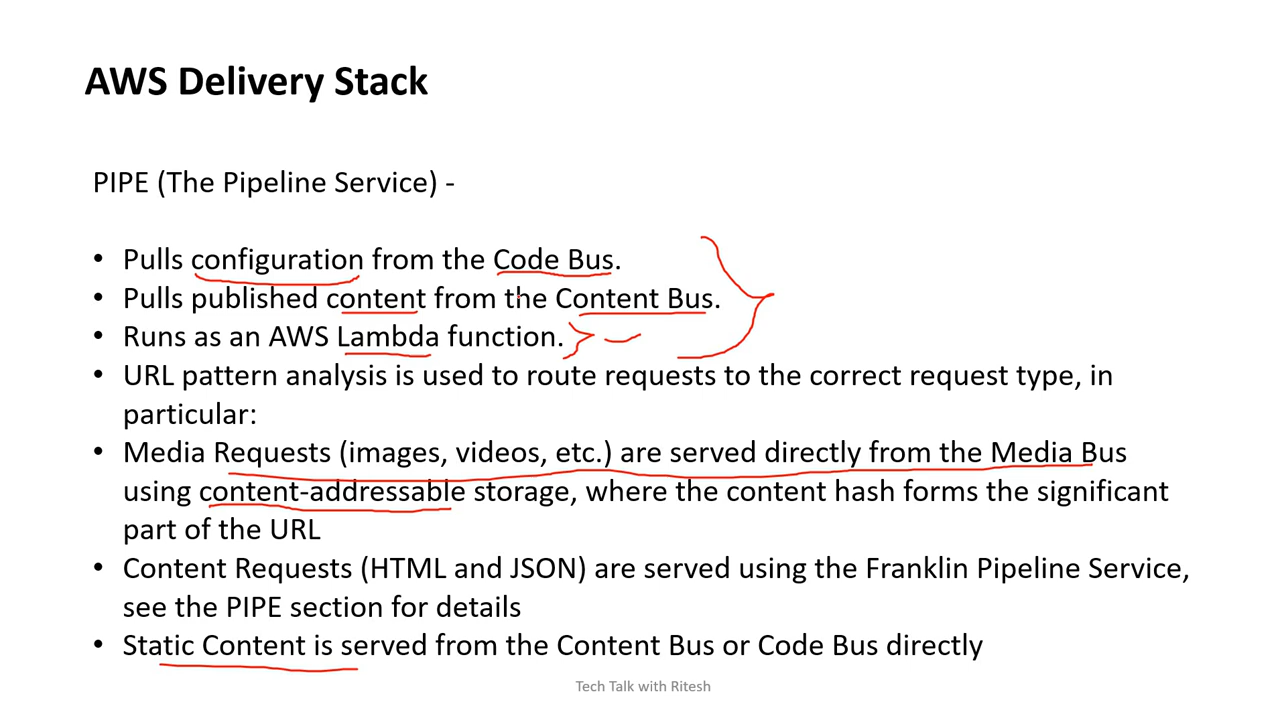 AWS Delivery Stack
PIPE (The Pipeline Service) -
• Pulls configuration from the Code Bus.
• Pulls published content from the Content Bus.
• Runs as an AWS Lambda function.
• URL pattern analysis is used to route requests to the correct request type, in
particular:
• Media Requests (images, videos, etc.) are served directly from the Media Bus
using content-addressable storage, where the content hash forms the significant
part of the URL
• Content Requests (HTML and JSON) are served using the Franklin Pipeline Service,
see the PIPE section for details
• Static Content is served from the Content Bus or Code Bus directly
Tech Talk with Ritesh